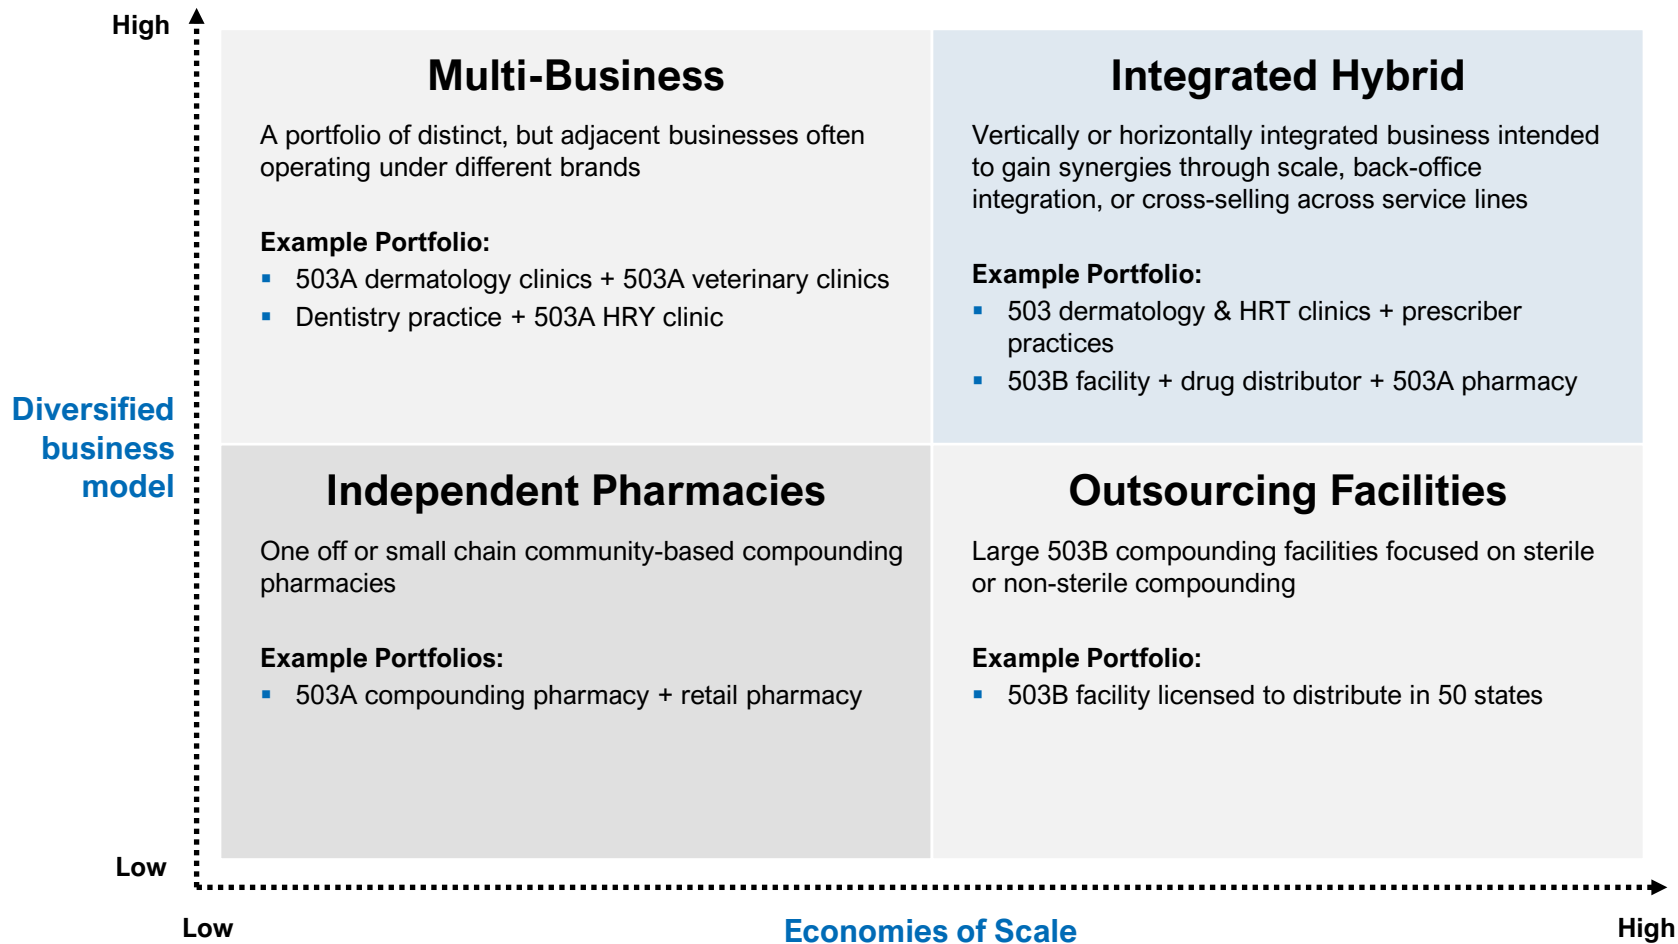 High
Multi-Business
A portfolio of distinct, but adjacent businesses often
operating under different brands
Example Portfolio:
▪ 503A dermatology clinics + 503A veterinary clinics
▪ Dentistry practice + 503A HRY clinic
Integrated Hybrid
Vertically or horizontally integrated business intended
to gain synergies through scale, back-office
integration, or cross-selling across service lines
Example Portfolio:
▪ 503 dermatology & HRT clinics + prescriber
practices
▪ 503B facility + drug distributor + 503A pharmacy
Diversified
business
model
Independent Pharmacies
One off or small chain community-based compounding
pharmacies
Example Portfolios:
▪ 503A compounding pharmacy + retail pharmacy
Outsourcing Facilities
Large 503B compounding facilities focused on sterile
or non-sterile compounding
Example Portfolio:
▪ 503B facility licensed to distribute in 50 states
Low
Low
Economies of Scale
High